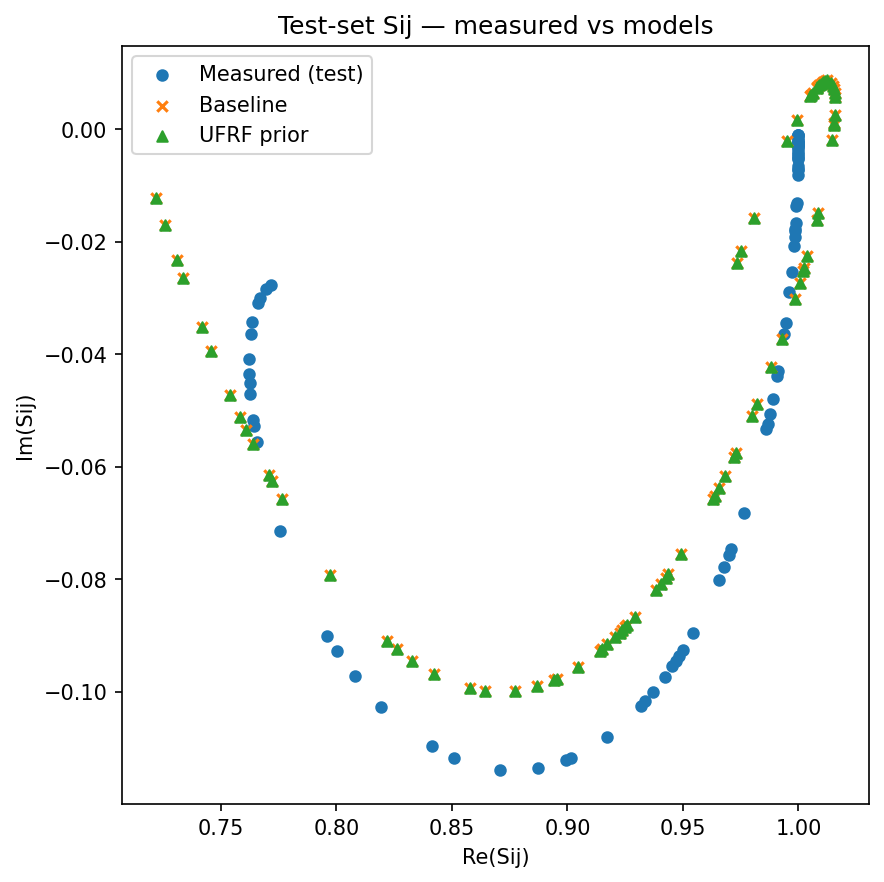 Test-set Sij — measured vs models
Measured (test)
Baseline
UFRF prior
0.00
−0.02
−0.04
−0.06
−0.08
−0.10
Im(Sij)
0.75
0.80
0.85
0.90
0.95
1.00
Re(Sij)